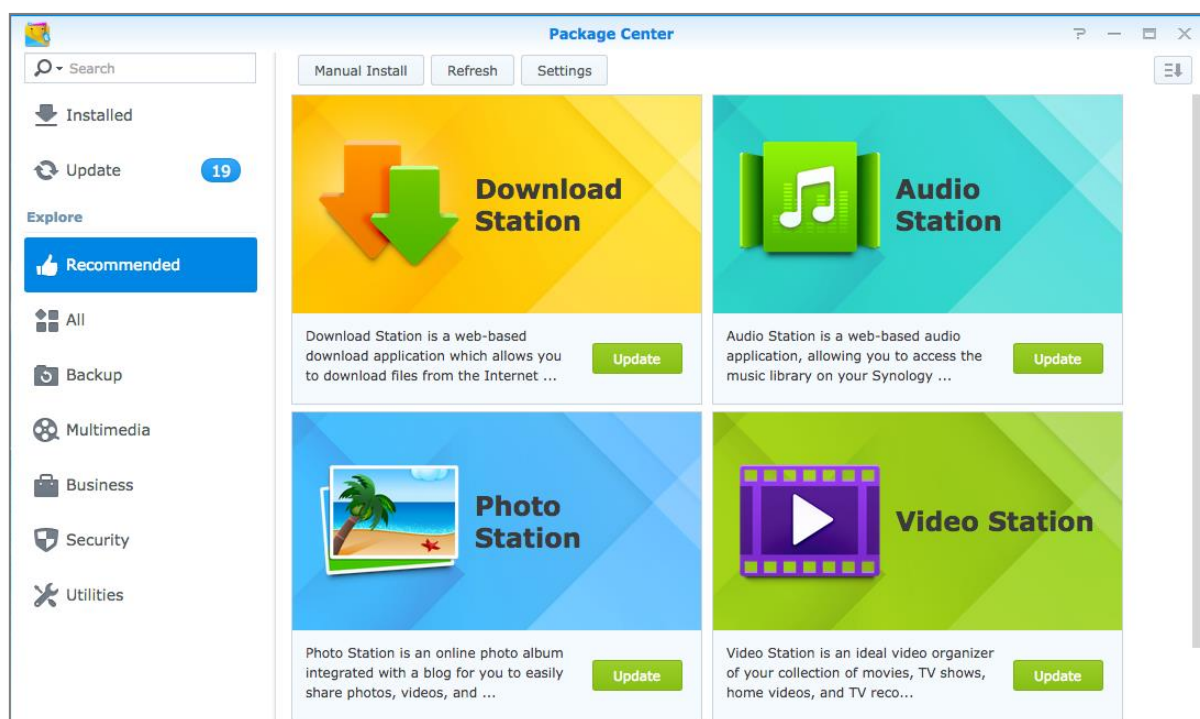 Package Center
Search
Manual Install
Refresh
Settings
Installed
Update
19
Explore
Recommended
All
Backup
Multimedia
Business
Security
Utilities
Download
Station
Download Station is a web-based
download application which allows you
to download files from the Internet ...
Update
Audio
Station
Audio Station is a web-based audio
application, allowing you to access the
music library on your Synology ...
Update
Photo
Station
Photo Station is an online photo album
integrated with a blog for you to easily
share photos, videos, and ...
Update
Video Station
Video Station is an ideal video organizer
of your collection of movies, TV shows,
home videos, and TV reco...
Update